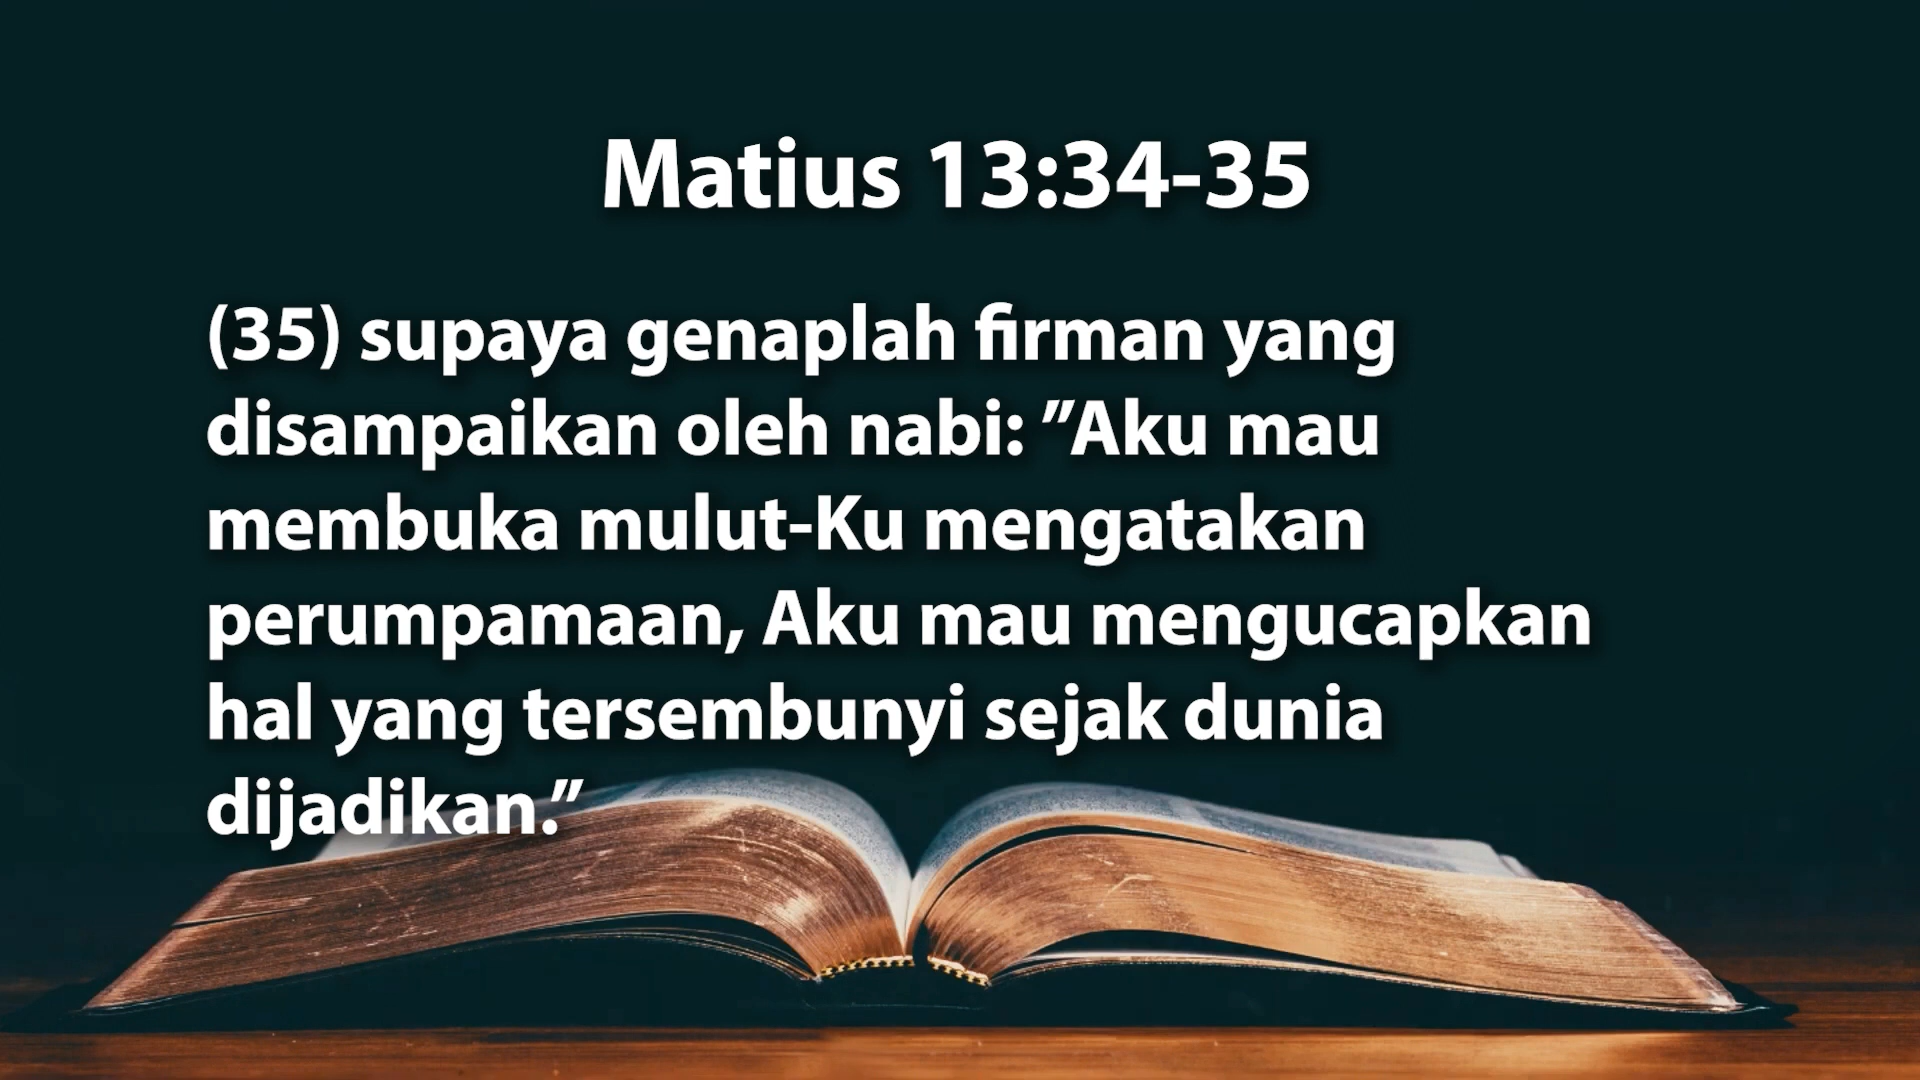 Matius 13:34-35
(35) supaya genaplah firman yang
disampaikan oleh nabi: ”Aku mau
membuka mulut-Ku mengatakan
perumpamaan, Aku mau mengucapkan
hal yang tersembunyi sejak dunia
dijadikan.”